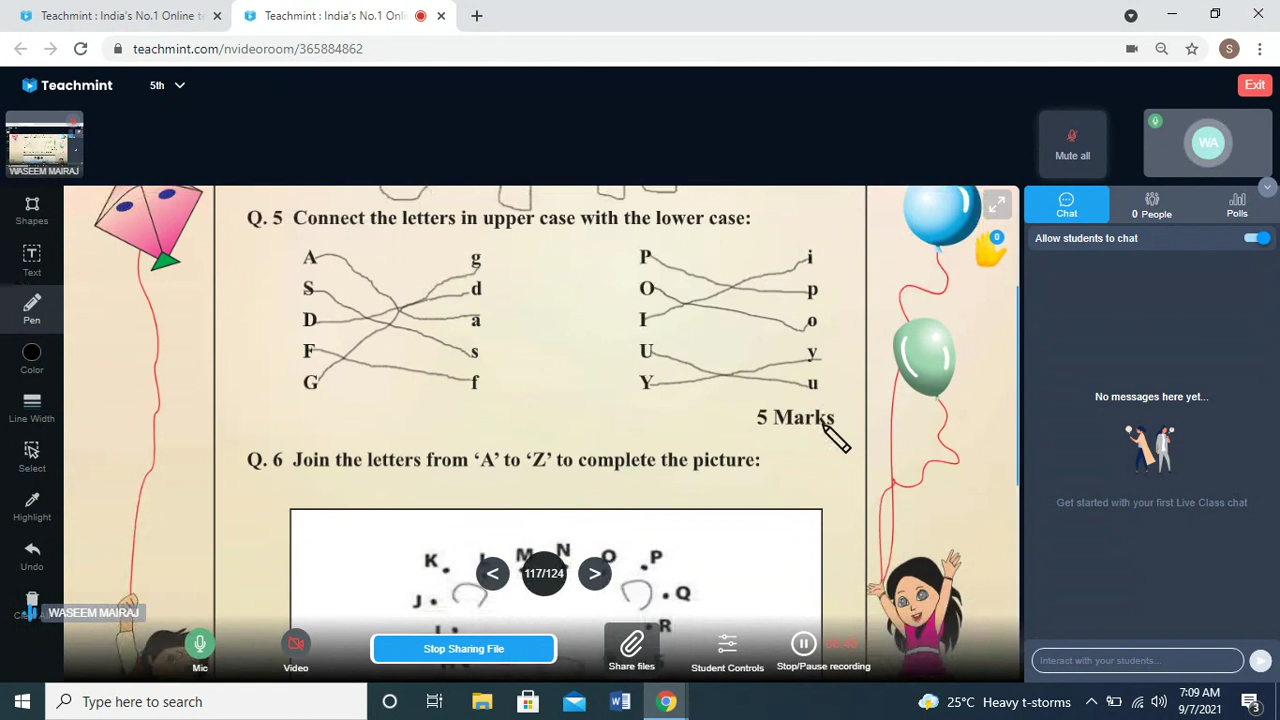 Teachmint : India's No.1 Online t
Teachmint : India's No.1 Onli
teachmint.com/nvideoroom/365884862
S
Teachmint
5th
Exit
WASEEM MAIRAJ
Mute all
WA
Shapes
Text
Pen
Color
Line Width
Select
Highlight
Undo
Q. 5 Connect the letters in upper case with the lower case:
A g P i
S d O p
D a I o
F s U y
G f Y u
5 Marks
Q. 6 Join the letters from ‘A’ to ‘Z’ to complete the picture:
K M N O P
J Q
R
117/124
0
Chat
0 People
Polls
Allow students to chat
No messages here yet...
Get started with your first Live Class chat
WASEEM MAIRAJ
Mic
Video
Stop Sharing File
Share files
Student Controls
Stop/Pause recording
Interact with your students...
Type here to search
25°C Heavy t-storms
7:09 AM
9/7/2021
3